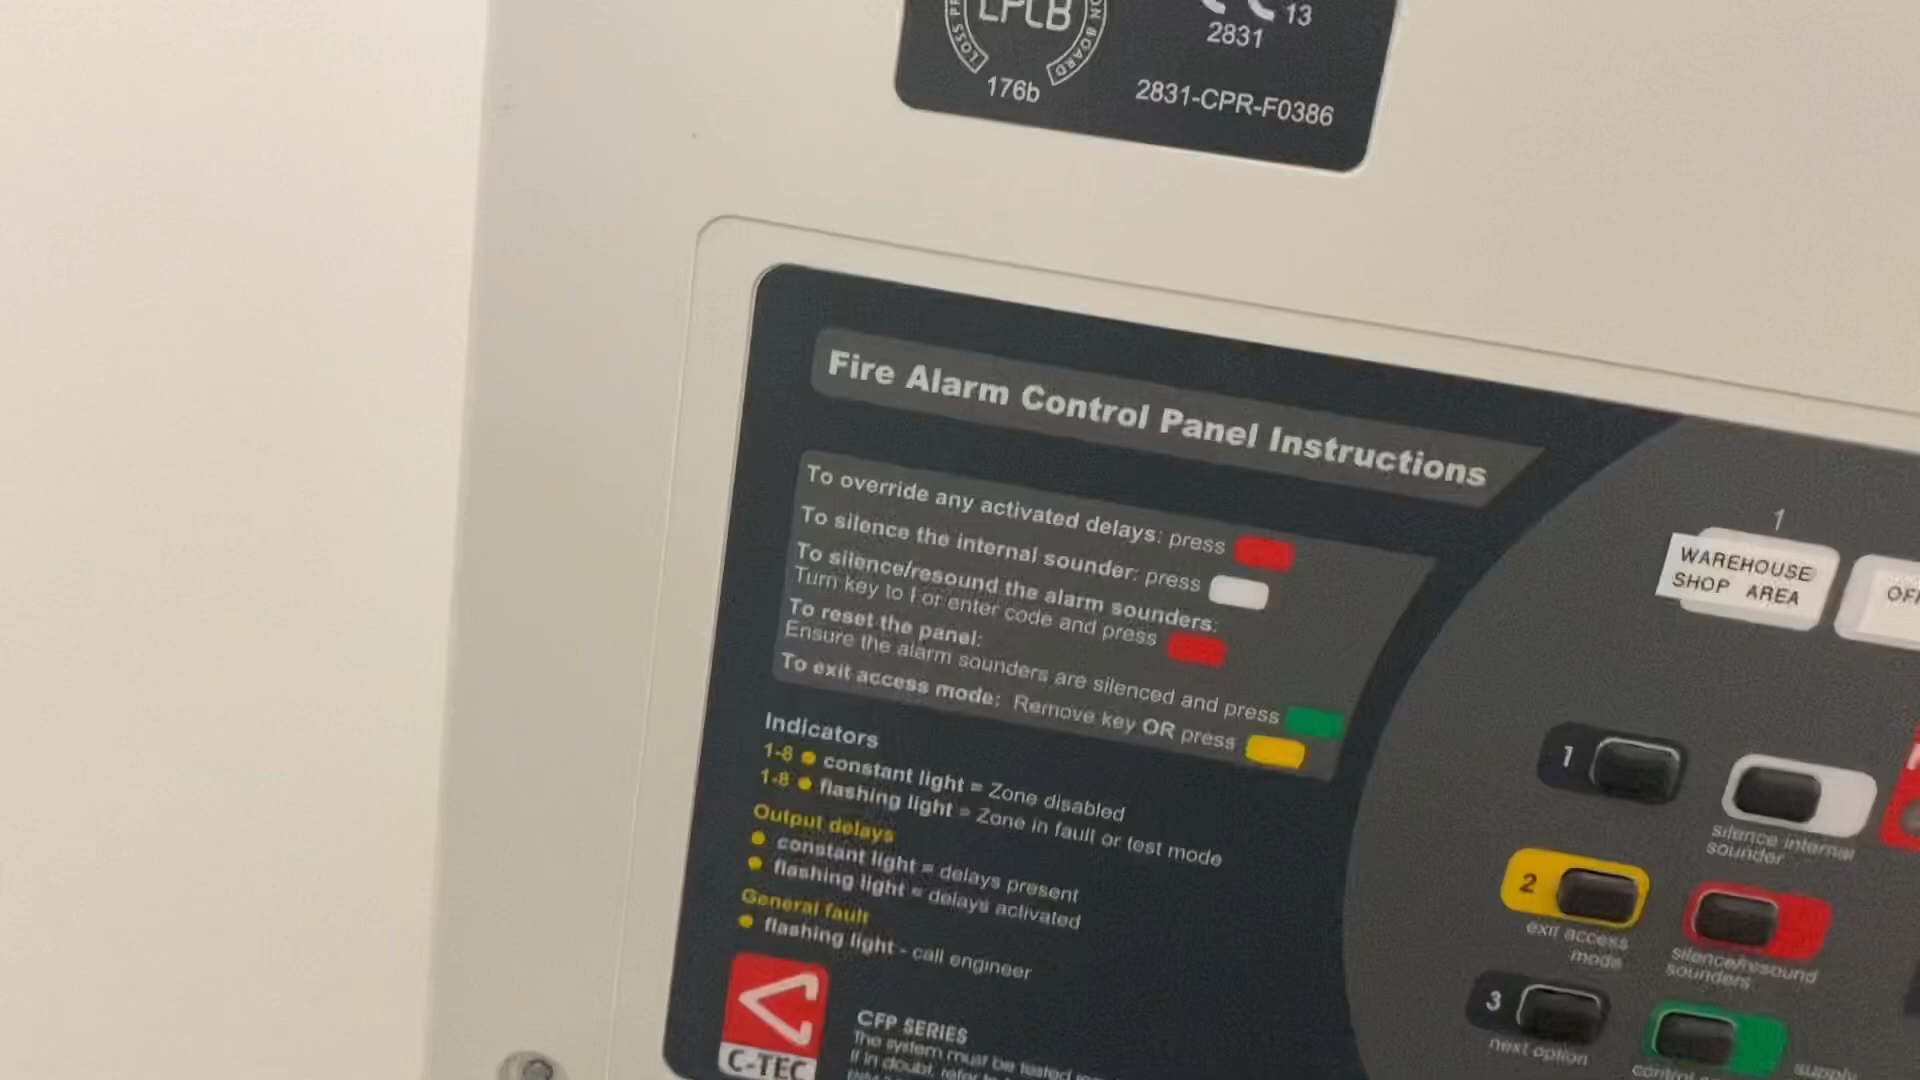 LPCB
LOSS
BOARD
13
2831
176b
2831-CPR-F0386
Fire Alarm Control Panel Instructions
To override any activated delays: press
To silence the internal sounder: press
To silence/resound the alarm sounders:
Turn key to I or enter code and press
To reset the panel:
Ensure the alarm sounders are silenced and press
To exit access mode: Remove key OR press
Indicators
1-8 constant light = Zone disabled
1-8 flashing light = Zone in fault or test mode
Output delays
constant light = delays present
flashing light = delays activated
General fault
flashing light - call engineer
C-TEC
CFP SERIES
The system must be tested
If in doubt, refer to
1
WAREHOUSE
SHOP AREA
1
silence internal
sounder
2
exit access
mode
silence/resound
sounders
3
next option
control
supply